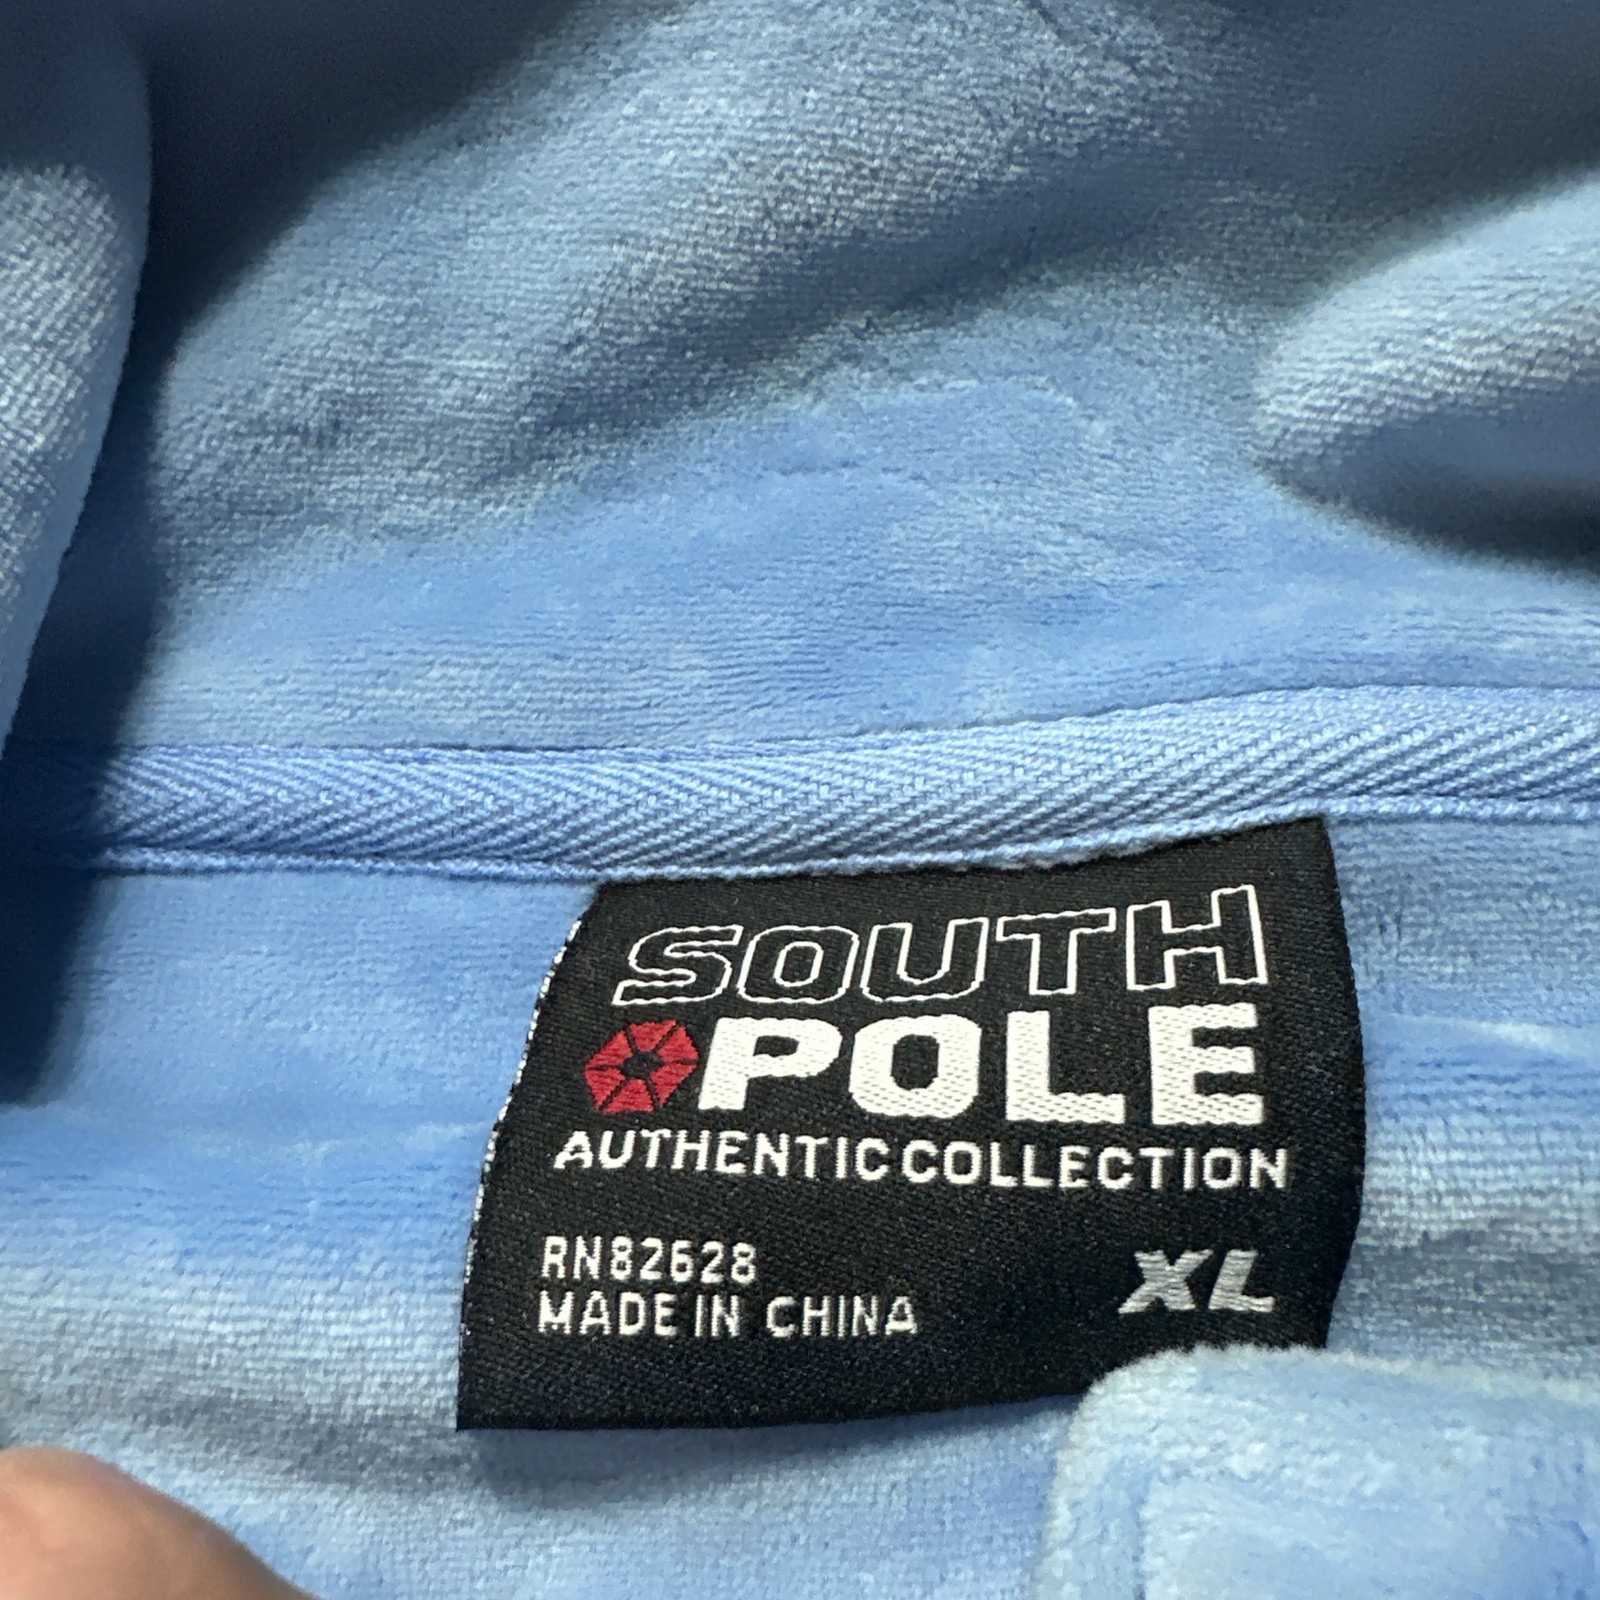 SOUTH
POLE
AUTHENTIC COLLECTION
RN82628
MADE IN CHINA
XL